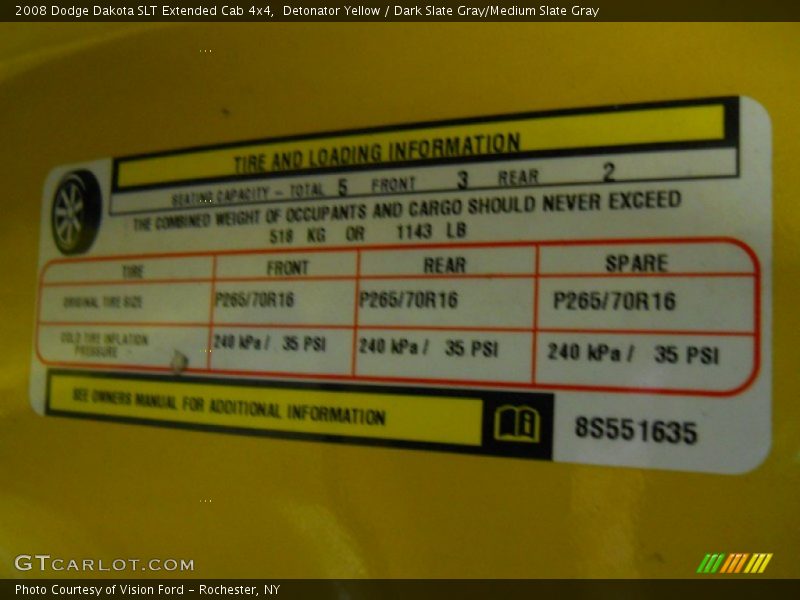 2008 Dodge Dakota SLT Extended Cab 4x4,  Detonator Yellow / Dark Slate Gray/Medium Slate Gray
TIRE AND LOADING INFORMATION
SEATING CAPACITY - TOTAL 5 FRONT 3 REAR 2
THE COMBINED WEIGHT OF OCCUPANTS AND CARGO SHOULD NEVER EXCEED
518 KG OR 1143 LB
TIRE FRONT REAR SPARE
ORIGINAL TIRE SIZE P265/70R16 P265/70R16 P265/70R16
COLD TIRE INFLATION PRESSURE 240 kPa / 35 PSI 240 kPa / 35 PSI 240 kPa / 35 PSI
SEE OWNERS MANUAL FOR ADDITIONAL INFORMATION
8S551635
GTCARLOT.COM
Photo Courtesy of Vision Ford - Rochester, NY